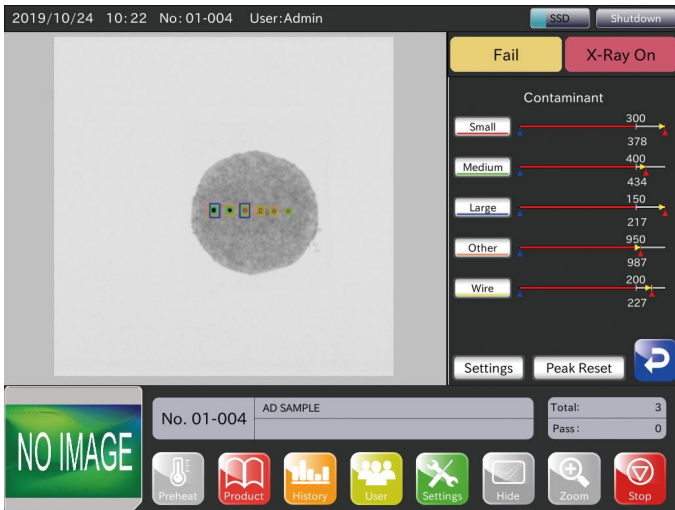 2019/10/24 10:22 No: 01-004 User:Admin
SSD
Shutdown
Fail
X-Ray On
Contaminant
Small
300
378
Medium
400
434
Large
150
217
Other
950
987
Wire
200
227
Settings
Peak Reset
NO IMAGE
No. 01-004
AD SAMPLE
Total: 3
Pass: 0
Preheat
Product
History
User
Settings
Hide
Zoom
Stop